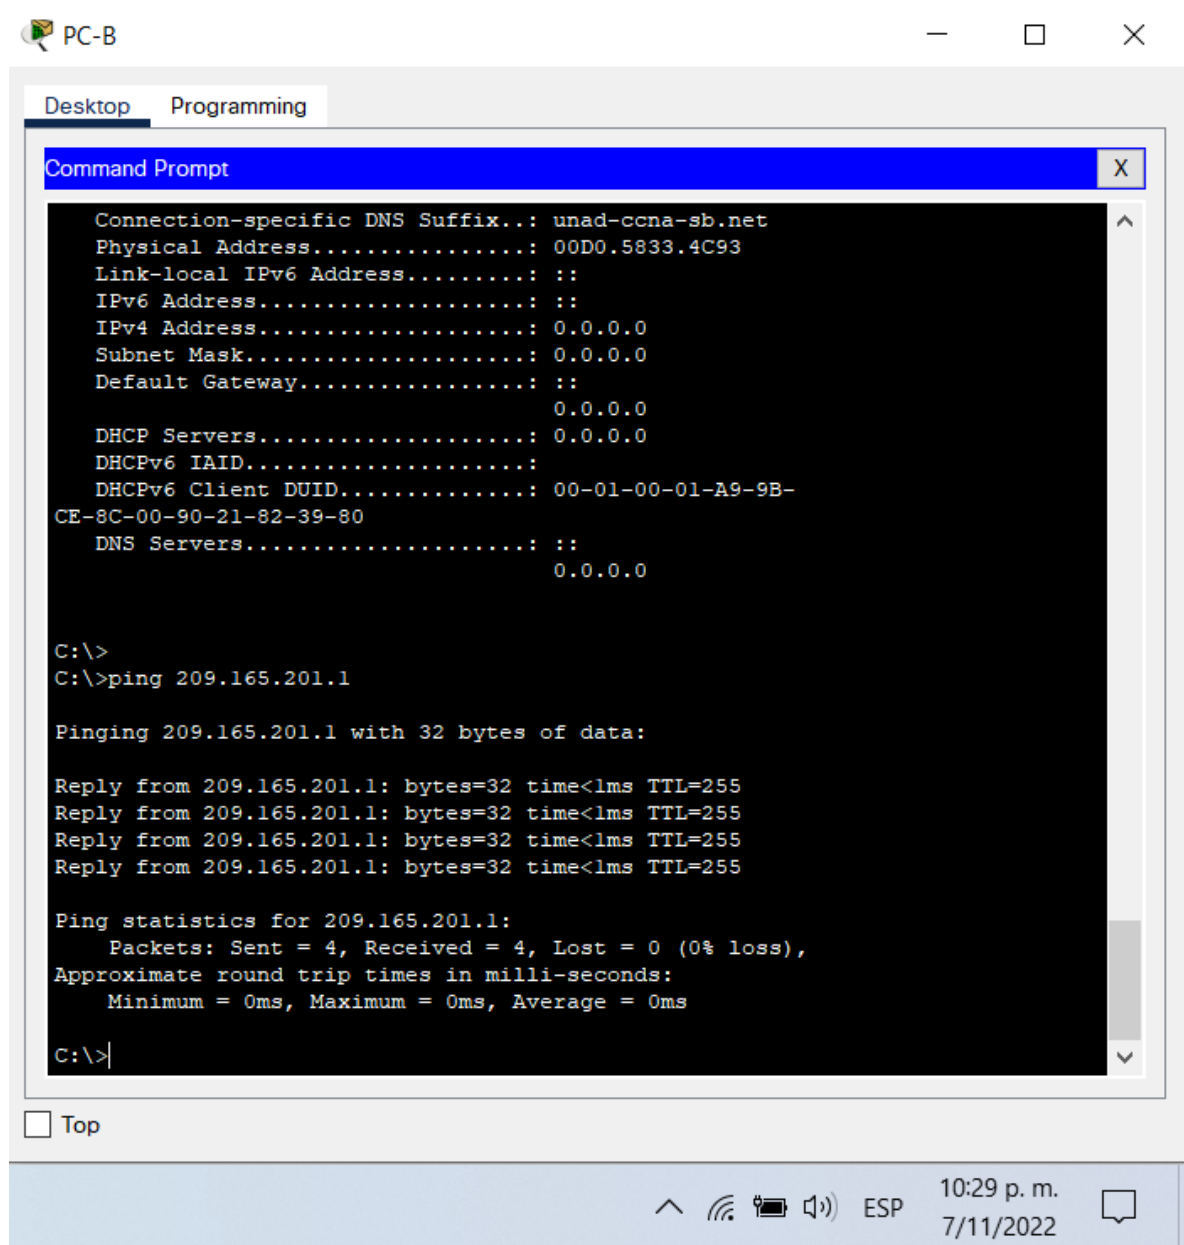 PC-B
Desktop Programming
Command Prompt X
Connection-specific DNS Suffix..: unad-ccna-sb.net
Physical Address................: 00D0.5833.4C93
Link-local IPv6 Address.........: ::
IPv6 Address....................: ::
IPv4 Address....................: 0.0.0.0
Subnet Mask.....................: 0.0.0.0
Default Gateway.................: ::
0.0.0.0
DHCP Servers....................: 0.0.0.0
DHCPv6 IAID.....................:
DHCPv6 Client DUID..............: 00-01-00-01-A9-9B-
CE-8C-00-90-21-82-39-80
DNS Servers.....................: ::
0.0.0.0
C:\>
C:\>ping 209.165.201.1
Pinging 209.165.201.1 with 32 bytes of data:
Reply from 209.165.201.1: bytes=32 time<1ms TTL=255
Reply from 209.165.201.1: bytes=32 time<1ms TTL=255
Reply from 209.165.201.1: bytes=32 time<1ms TTL=255
Reply from 209.165.201.1: bytes=32 time<1ms TTL=255
Ping statistics for 209.165.201.1:
Packets: Sent = 4, Received = 4, Lost = 0 (0% loss),
Approximate round trip times in milli-seconds:
Minimum = 0ms, Maximum = 0ms, Average = 0ms
C:\>
Top
ESP
10:29 p. m.
7/11/2022